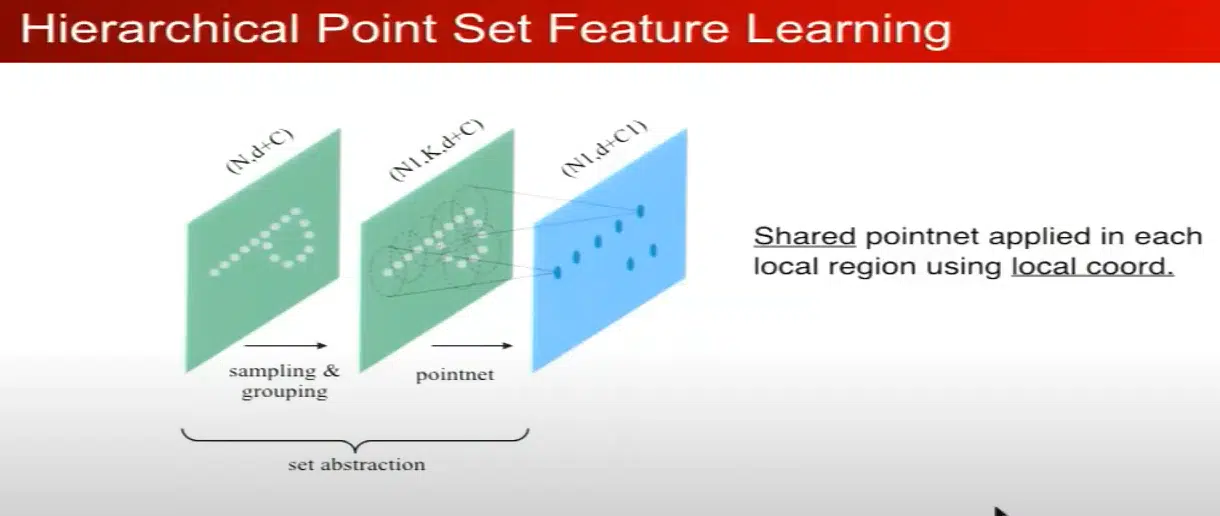 Hierarchical Point Set Feature Learning
(N,d+C)
(N1,K,d+C)
(N1,d+C1)
Shared pointnet applied in each
local region using local coord.
sampling &
grouping
pointnet
set abstraction